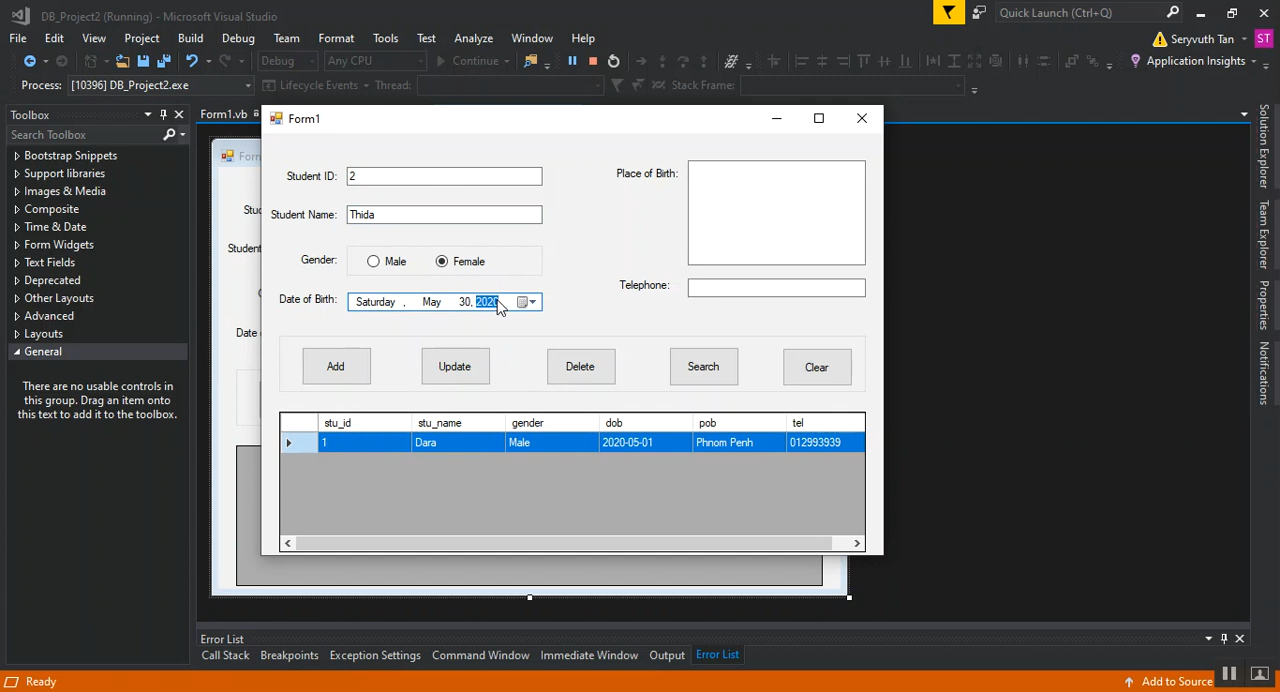 DB_Project2 (Running) - Microsoft Visual Studio
Quick Launch (Ctrl+Q)
File Edit View Project Build Debug Team Format Tools Test Analyze Window Help
Seryvuth Tan ST
Debug Any CPU Continue Application Insights
Process: [10396] DB_Project2.exe Lifecycle Events Thread: Stack Frame:
Toolbox
Search Toolbox
Bootstrap Snippets
Support libraries
Images & Media
Composite
Time & Date
Form Widgets
Text Fields
Deprecated
Other Layouts
Advanced
Layouts
General
There are no usable controls in
this group. Drag an item onto
this text to add it to the toolbox.
Form1.vb
Form
Stu
Student
Date
Form1
Student ID: 2
Student Name: Thida
Gender: Male Female
Date of Birth: Saturday , May 30, 2020
Place of Birth:
Telephone:
Add Update Delete Search Clear
stu_id stu_name gender dob pob tel
1 Dara Male 2020-05-01 Phnom Penh 012993939
Solution Explorer
Team Explorer
Properties
Notifications
Error List
Call Stack Breakpoints Exception Settings Command Window Immediate Window Output Error List
Ready
Add to Source